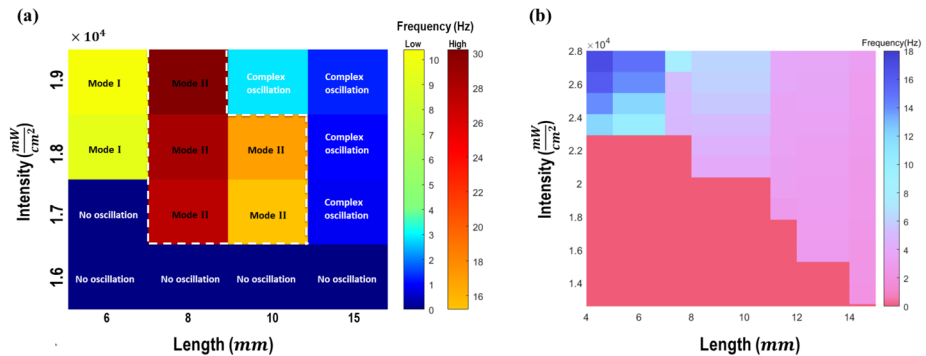 (a)
Frequency (Hz)
Low High
× 10⁴
1.9 Mode I Mode II Complex oscillation Complex oscillation
1.8 Mode I Mode II Mode II Complex oscillation
1.7 No oscillation Mode II Mode II Complex oscillation
1.6 No oscillation No oscillation No oscillation No oscillation
Intensity (mW/cm²)
6 8 10 15
Length (mm)
10
9
8
7
6
5
4
3
2
1
0
30
28
26
24
22
20
18
16
(b)
×10⁴
Frequency(Hz)
2.8
2.6
2.4
2.2
2
1.8
1.6
1.4
Intensity (mW/cm²)
4 6 8 10 12 14
Length (mm)
18
16
14
12
10
8
6
4
2
0